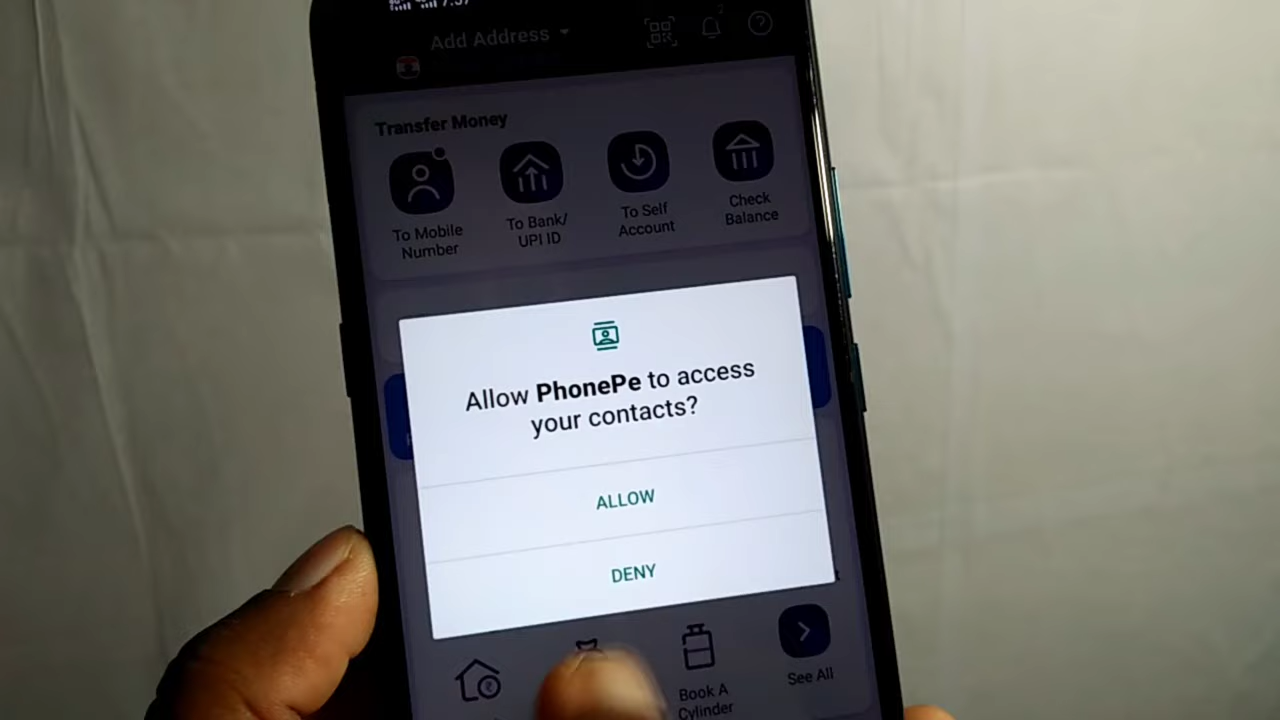 Add Address
Transfer Money
To Mobile
Number
To Bank/
UPI ID
To Self
Account
Check
Balance
Allow PhonePe to access
your contacts?
ALLOW
DENY
Book A
Cylinder
See All